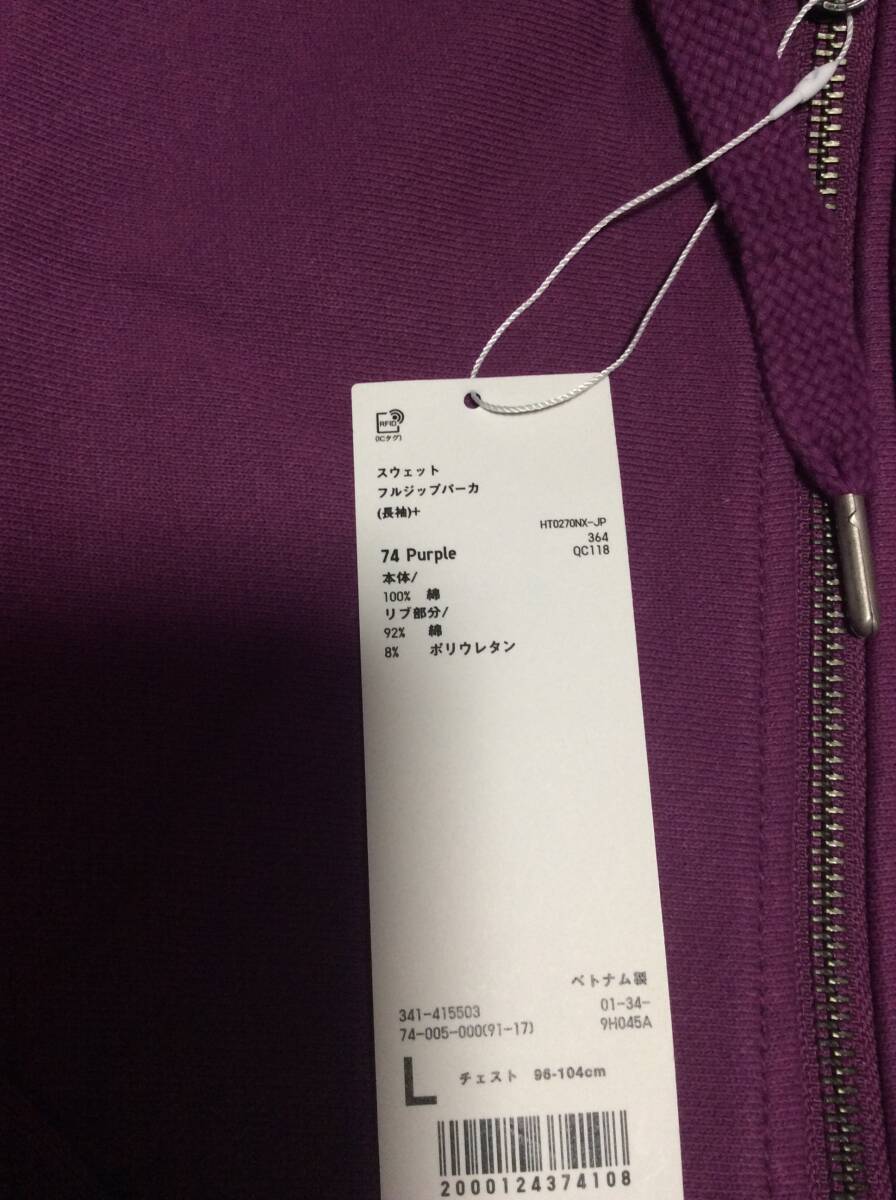 RFID
(ICタグ)
スウェット
フルジップパーカ
(長袖)+
HT0270NX-JP
364
QC118
74 Purple
本体/
100% 綿
リブ部分/
92% 綿
8% ポリウレタン
ベトナム製
341-415503
01-34-
74-005-000(91-17)
9H045A
L チェスト 96-104cm
2000124374108